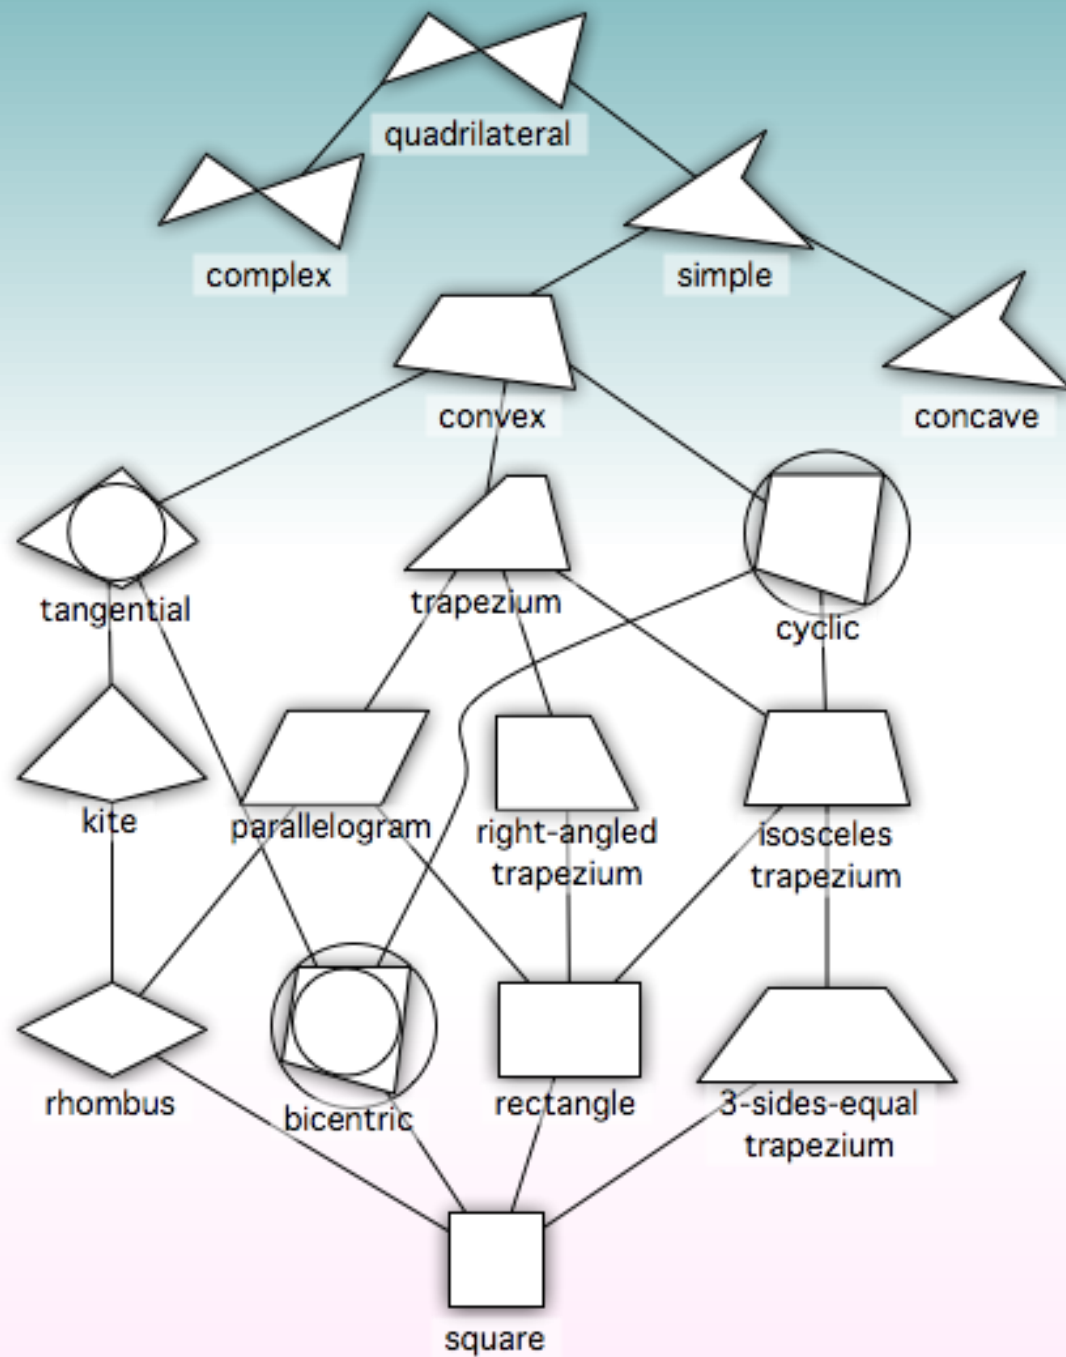 quadrilateral
complex
simple
convex
concave
tangential
trapezium
cyclic
kite
parallelogram
right-angled
trapezium
isosceles
trapezium
rhombus
bicentric
rectangle
3-sides-equal
trapezium
square